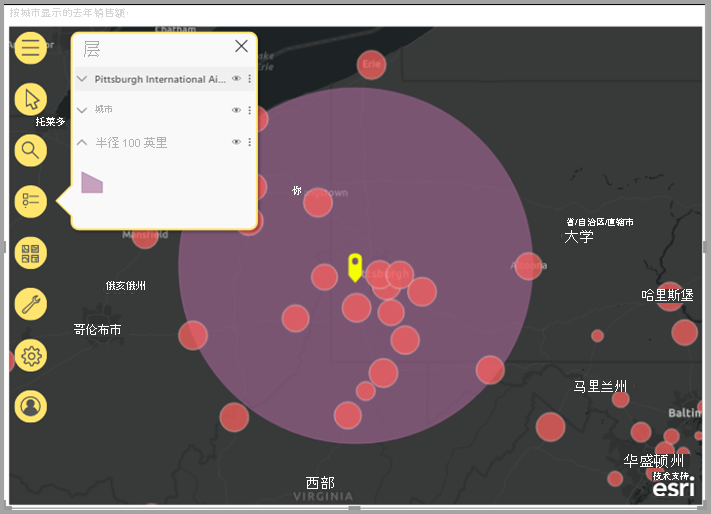 按城市显示的去年销售额
Chatham
层
Lake
Erie
Erie
Pittsburgh International Ai...
城市
托莱多
半径 100 英里
你
省/自治区/直辖市
大学
Mansfield
Altoona
俄亥俄州
哈里斯堡
哥伦布市
马里兰州
Baltim
华盛顿州
技术支持
西部
VIRGINIA
esri